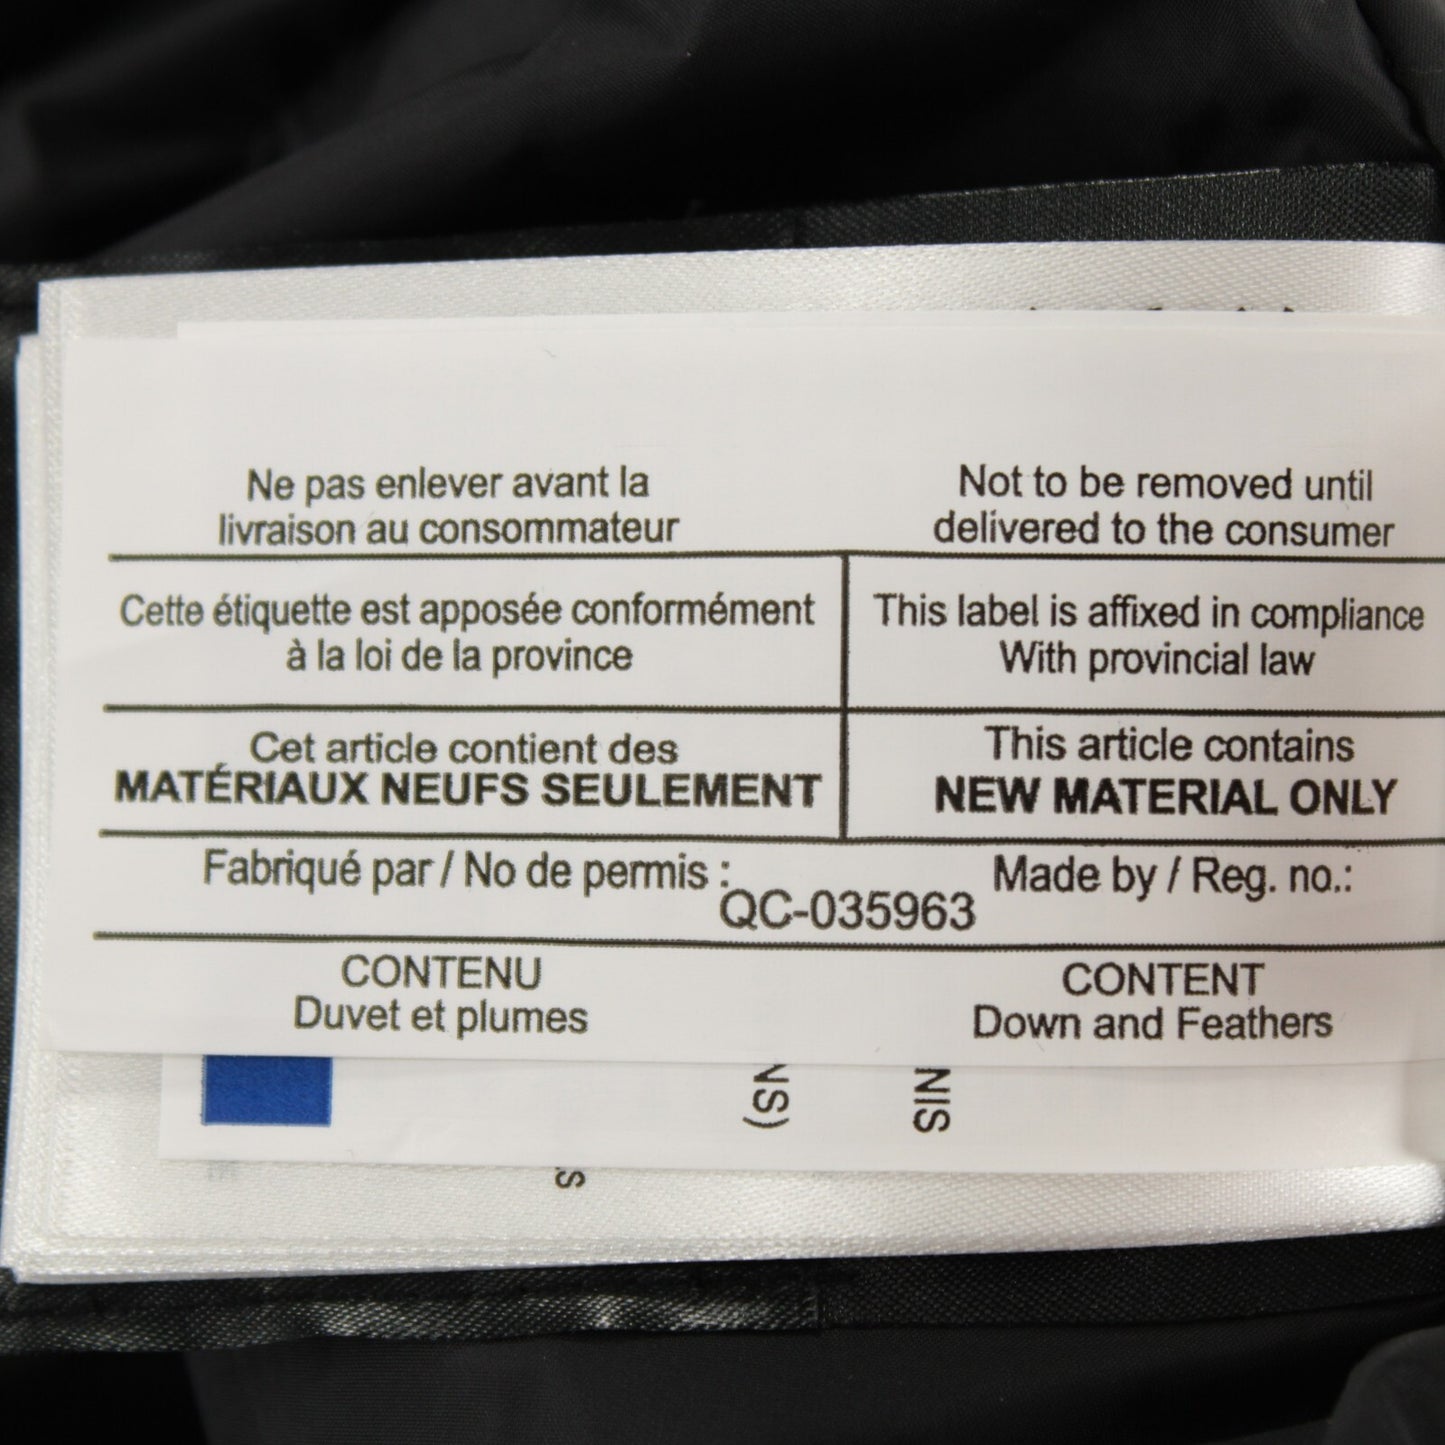 Ne pas enlever avant la
livraison au consommateur
Not to be removed until
delivered to the consumer
Cette étiquette est apposée conformément
à la loi de la province
This label is affixed in compliance
With provincial law
Cet article contient des
MATÉRIAUX NEUFS SEULEMENT
This article contains
NEW MATERIAL ONLY
Fabriqué par / No de permis :
Made by / Reg. no.:
QC-035963
CONTENU
Duvet et plumes
CONTENT
Down and Feathers
NS)
NIS